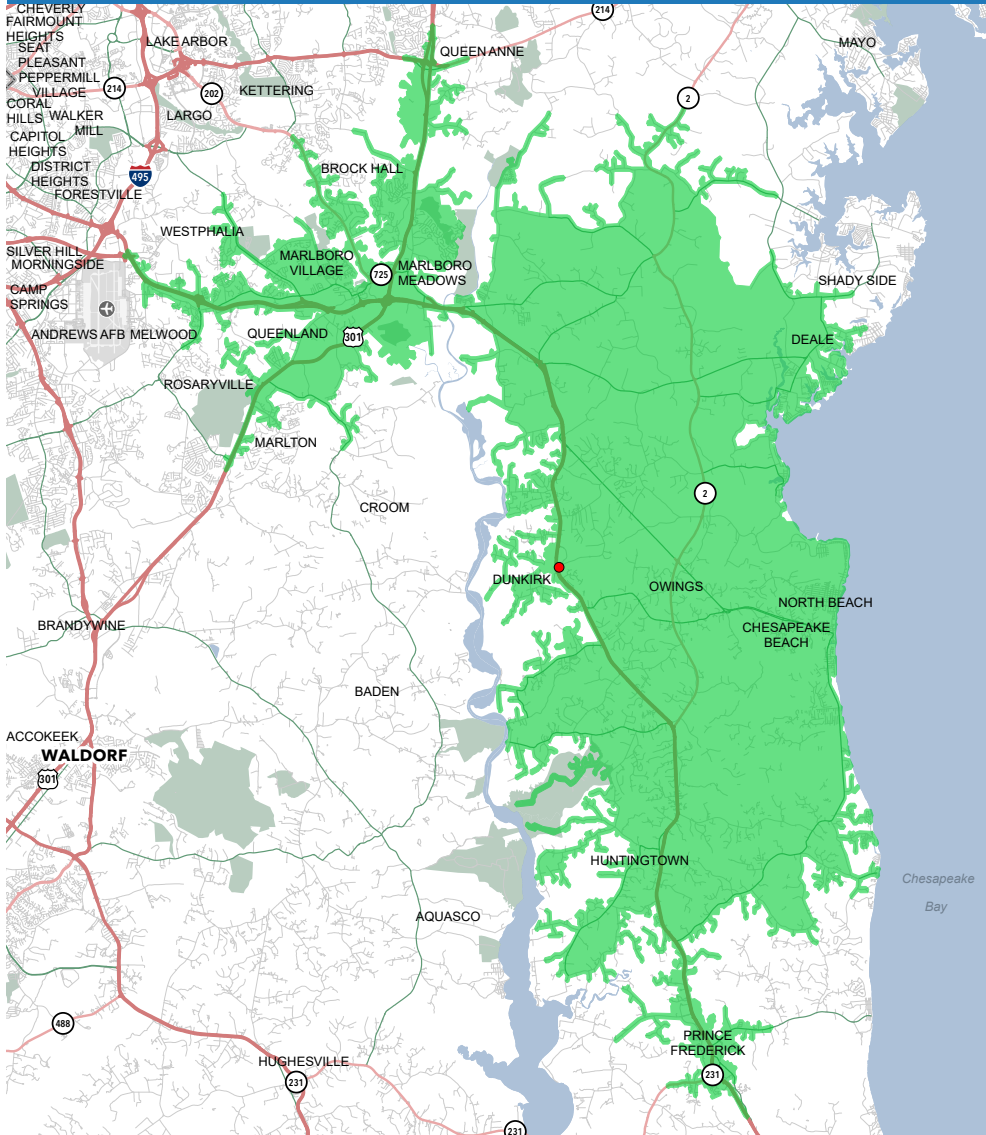 CHEVERLY
FAIRMOUNT
HEIGHTS
SEAT
PLEASANT
PEPPERMILL
VILLAGE
CORAL
HILLS
WALKER
MILL
CAPITOL
HEIGHTS
DISTRICT
HEIGHTS
FORESTVILLE
LAKE ARBOR
214
202
KETTERING
LARGO
495
QUEEN ANNE
214
MAYO
2
BROCK HALL
WESTPHALIA
SILVER HILL
MORNINGSIDE
MARLBORO
VILLAGE
725
MARLBORO
MEADOWS
SHADY SIDE
CAMP
SPRINGS
ANDREWS AFB
MELWOOD
QUEENLAND
301
DEALE
ROSARYVILLE
MARLTON
CROOM
2
DUNKIRK
OWINGS
NORTH BEACH
CHESAPEAKE
BEACH
BRANDYWINE
BADEN
ACCOKEEK
WALDORF
301
HUNTINGTOWN
Chesapeake
Bay
AQUASCO
488
HUGHESVILLE
231
PRINCE
FREDERICK
231
231